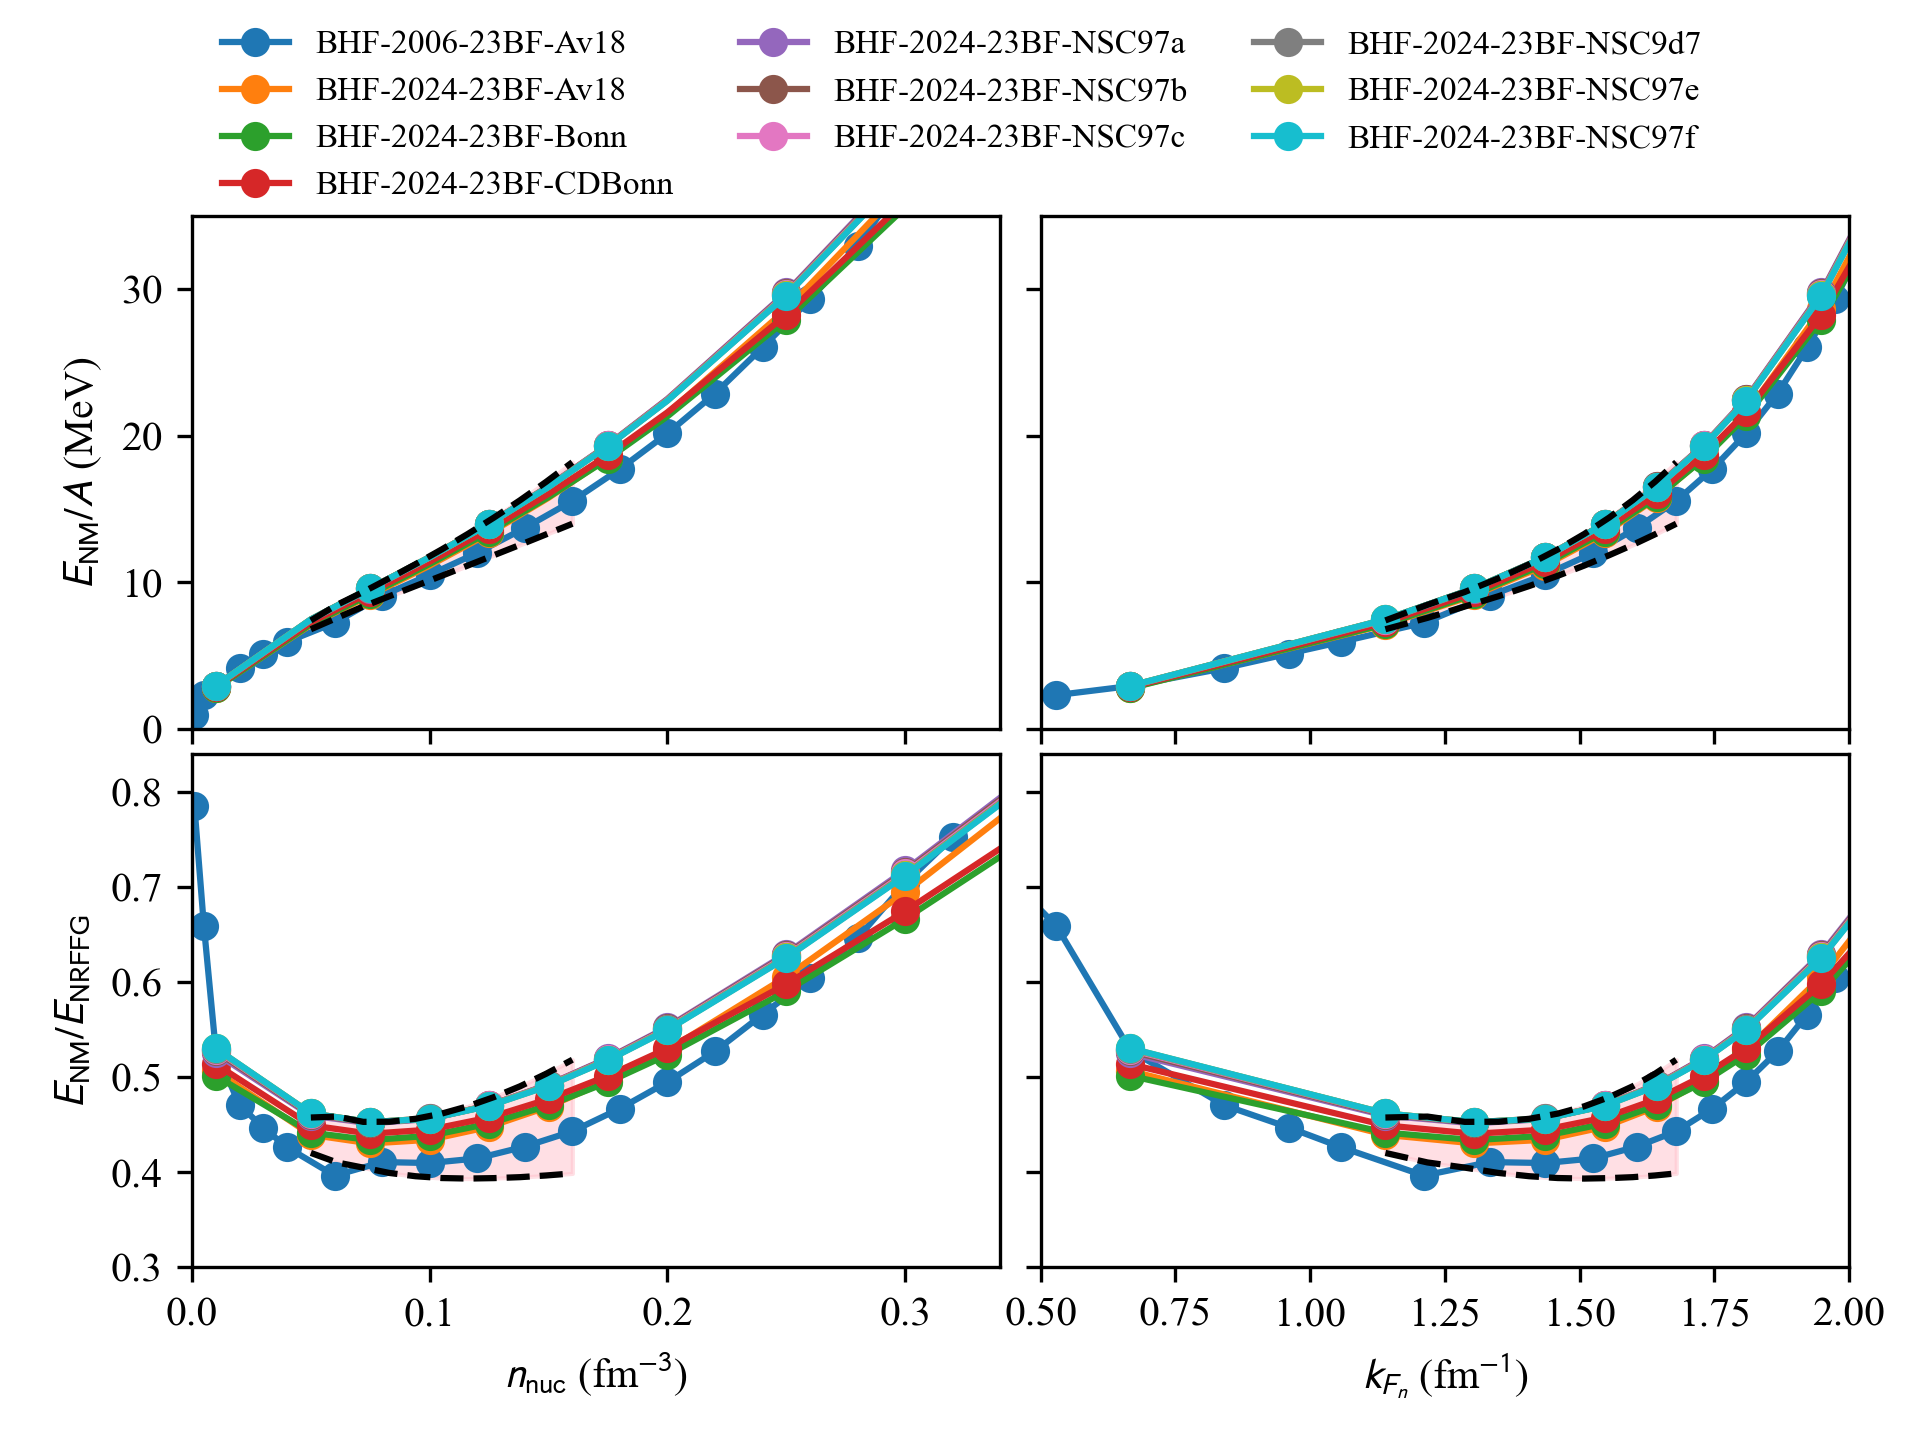 BHF-2006-23BF-Av18
BHF-2024-23BF-Av18
BHF-2024-23BF-Bonn
BHF-2024-23BF-CDBonn
BHF-2024-23BF-NSC97a
BHF-2024-23BF-NSC97b
BHF-2024-23BF-NSC97c
BHF-2024-23BF-NSC9d7
BHF-2024-23BF-NSC97e
BHF-2024-23BF-NSC97f
E_NM/A (MeV)
30
20
10
0
E_NM/E_NRFFG
0.8
0.7
0.6
0.5
0.4
0.3
0.0 0.1 0.2 0.3
n_nuc (fm⁻³)
0.50 0.75 1.00 1.25 1.50 1.75 2.00
k_{F_n} (fm⁻¹)